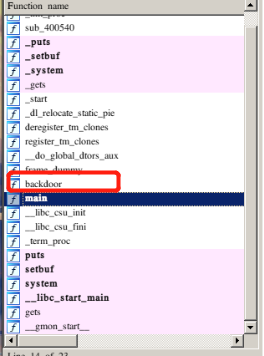 Function name
sub_400540
_puts
_setbuf
_system
_gets
_start
_dl_relocate_static_pie
deregister_tm_clones
register_tm_clones
__do_global_dtors_aux
frame_dummy
backdoor
main
__libc_csu_init
__libc_csu_fini
_term_proc
puts
setbuf
system
__libc_start_main
gets
__gmon_start__
Line 14 of 23